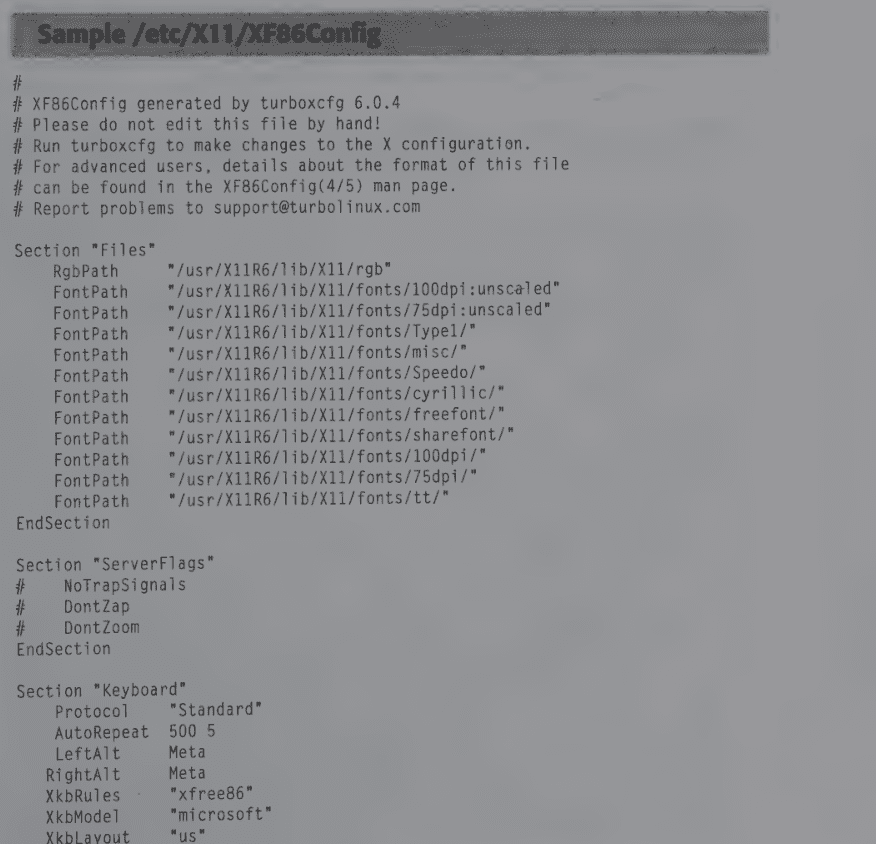 Sample /etc/X11/XF86Config
#
# XF86Config generated by turboxcfg 6.0.4
# Please do not edit this file by hand!
# Run turboxcfg to make changes to the X configuration.
# For advanced users, details about the format of this file
# can be found in the XF86Config(4/5) man page.
# Report problems to support@turbolinux.com

Section "Files"
    RgbPath     "/usr/X11R6/lib/X11/rgb"
    FontPath    "/usr/X11R6/lib/X11/fonts/100dpi:unscaled"
    FontPath    "/usr/X11R6/lib/X11/fonts/75dpi:unscaled"
    FontPath    "/usr/X11R6/lib/X11/fonts/Type1/"
    FontPath    "/usr/X11R6/lib/X11/fonts/misc/"
    FontPath    "/usr/X11R6/lib/X11/fonts/Speedo/"
    FontPath    "/usr/X11R6/lib/X11/fonts/cyrillic/"
    FontPath    "/usr/X11R6/lib/X11/fonts/freefont/"
    FontPath    "/usr/X11R6/lib/X11/fonts/sharefont/"
    FontPath    "/usr/X11R6/lib/X11/fonts/100dpi/"
    FontPath    "/usr/X11R6/lib/X11/fonts/75dpi/"
    FontPath    "/usr/X11R6/lib/X11/fonts/tt/"
EndSection

Section "ServerFlags"
#    NoTrapSignals
#    DontZap
#    DontZoom
EndSection

Section "Keyboard"
    Protocol    "Standard"
    AutoRepeat  500 5
    LeftAlt     Meta
   RightAlt     Meta
   XkbRules     "xfree86"
   XkbModel     "microsoft"
   XkbLayout    "us"